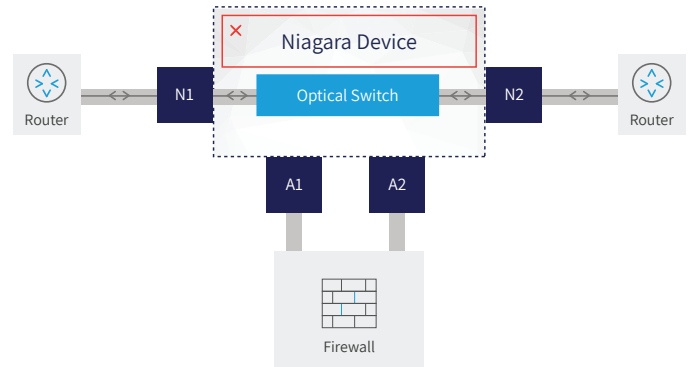 Niagara Device
Router
N1
Optical Switch
N2
Router
A1
A2
Firewall